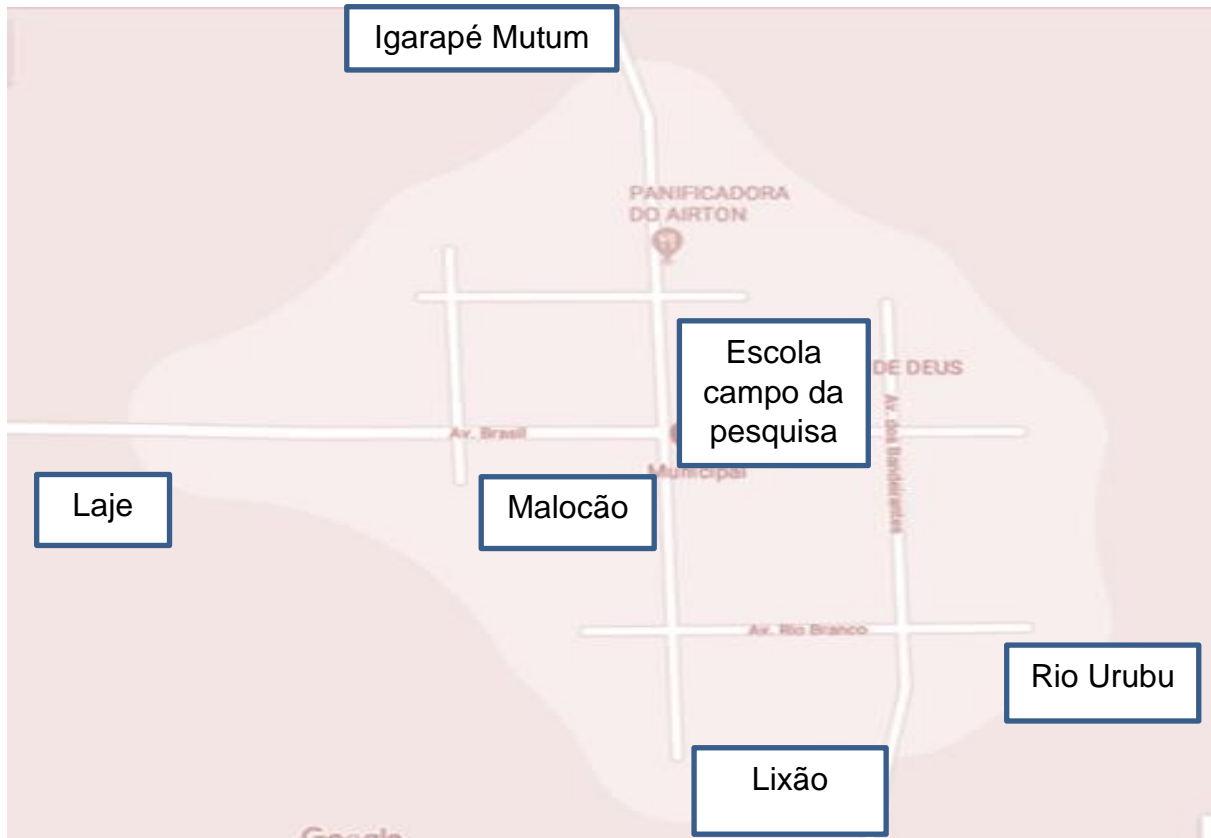 Igarapé Mutum
PANIFICADORA
DO AIRTON
Escola
campo da
pesquisa
DE DEUS
Av. Brasil
Av. dos Bandeirantes
Municipal
Laje
Malocão
Av. Rio Branco
Rio Urubu
Lixão
Google